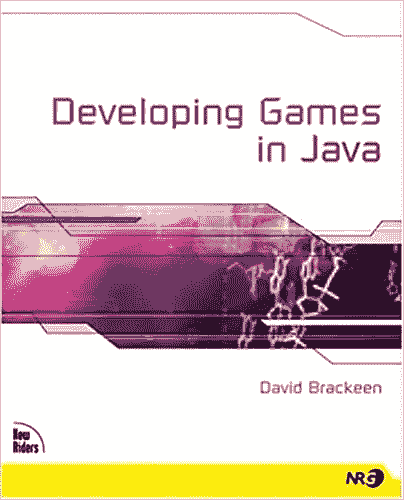 Developing Games
in Java
David Brackeen
New
Riders
NRG